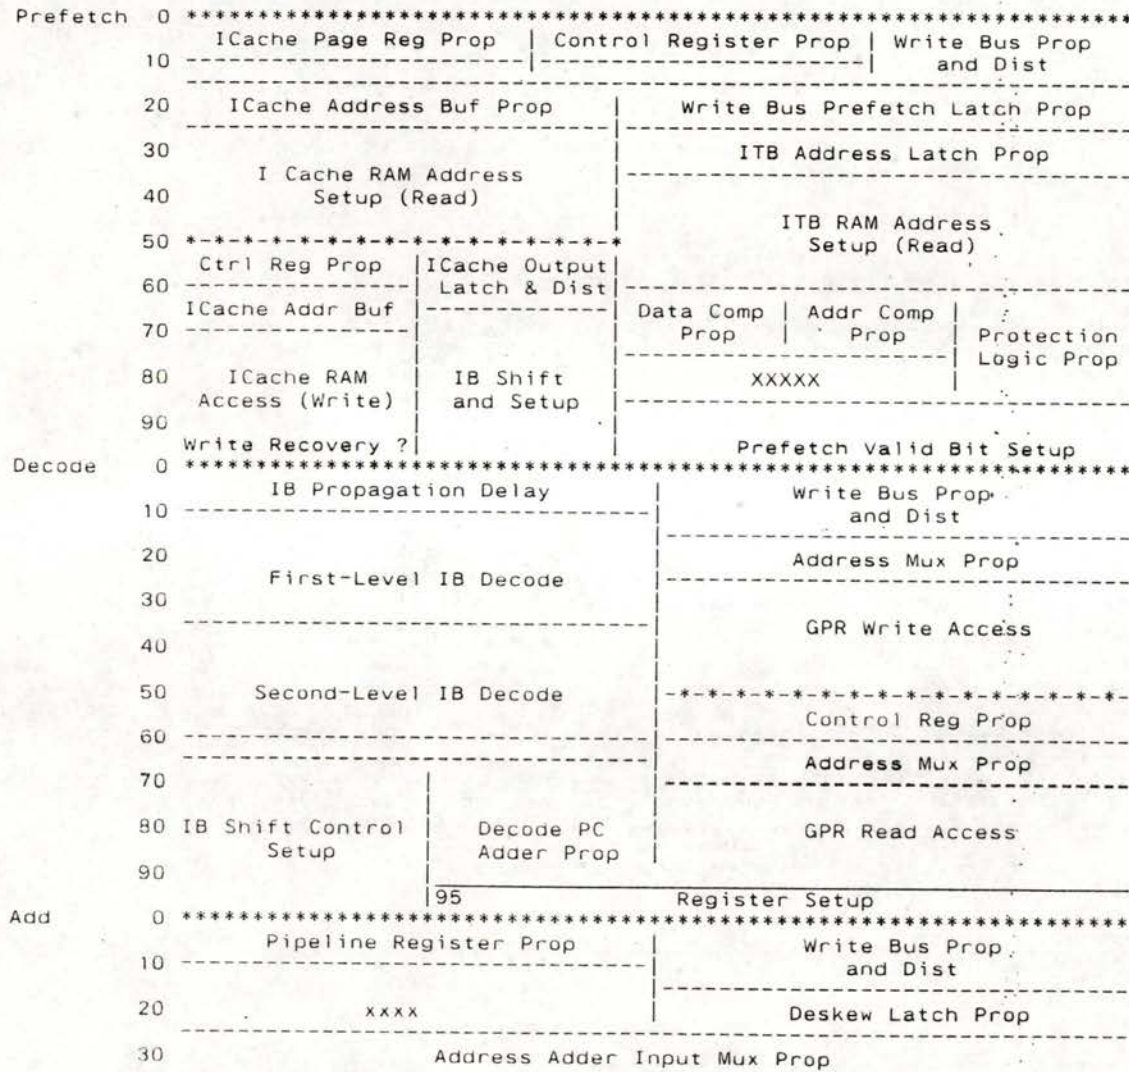 Prefetch 0 ********************************************************************************
ICache Page Reg Prop | Control Register Prop | Write Bus Prop
10 ----------------------------|---------------------------| and Dist
--------------------------------------------------------------------------------
20 ICache Address Buf Prop | Write Bus Prefetch Latch Prop
------------------------------------|-------------------------------------------
30 | ITB Address Latch Prop
I Cache RAM Address |-------------------------------------------
40 Setup (Read) |
| ITB RAM Address
50 *-*-*-*-*-*-*-*-*-*-*-*-*-*-*-*-* Setup (Read)
Ctrl Reg Prop |ICache Output|
60 --------------------| Latch & Dist|-------------------------------------------
ICache Addr Buf |---------------| Data Comp | Addr Comp |
70 --------------------| | Prop | Prop | Protection
| |----------------------------| Logic Prop
80 ICache RAM | IB Shift | XXXXX |
Access (Write) | and Setup |-------------------------------------------
90 | |
Write Recovery ?| | Prefetch Valid Bit Setup
Decode 0 ********************************************************************************
IB Propagation Delay | Write Bus Prop
10 ---------------------------------------| and Dist
|----------------------------------------
20 | Address Mux Prop
First-Level IB Decode |----------------------------------------
30 |
---------------------------------------| GPR Write Access
40 |
|
50 Second-Level IB Decode |-*-*-*-*-*-*-*-*-*-*-*-*-*-*-*-*-
| Control Reg Prop
60 ---------------------------------------|----------------------------------------
---------------------------------------| Address Mux Prop
70 | |----------------------------------------
|
80 IB Shift Control | Decode PC | GPR Read Access
Setup | Adder Prop |
90 |
|95 Register Setup
Add 0 ********************************************************************************
Pipeline Register Prop | Write Bus Prop
10 ---------------------------------------| and Dist
|----------------------------------------
20 xxxx | Deskew Latch Prop
--------------------------------------------------------------------------------
30 Address Adder Input Mux Prop